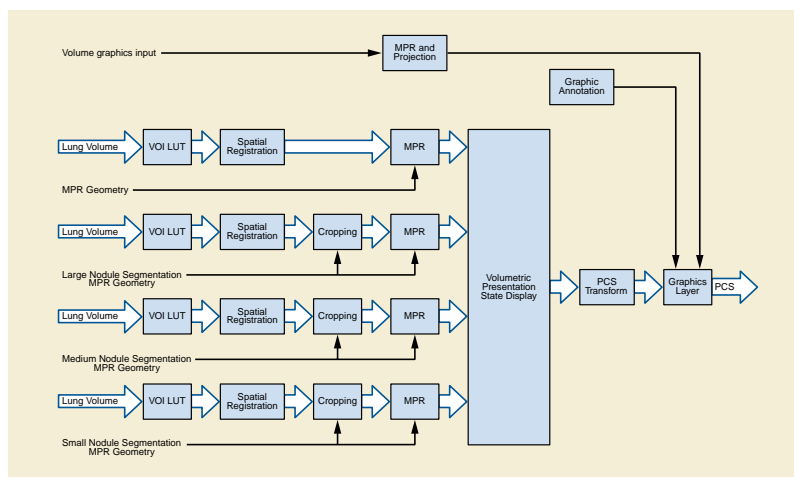 Volume graphics input
MPR and
Projection
Graphic
Annotation
Lung Volume
VOI LUT
Spatial
Registration
MPR
MPR Geometry
Lung Volume
VOI LUT
Spatial
Registration
Cropping
MPR
Large Nodule Segmentation
MPR Geometry
Volumetric
Presentation
State Display
PCS
Transform
Graphics
Layer
PCS
Lung Volume
VOI LUT
Spatial
Registration
Cropping
MPR
Medium Nodule Segmentation
MPR Geometry
Lung Volume
VOI LUT
Spatial
Registration
Cropping
MPR
Small Nodule Segmentation
MPR Geometry